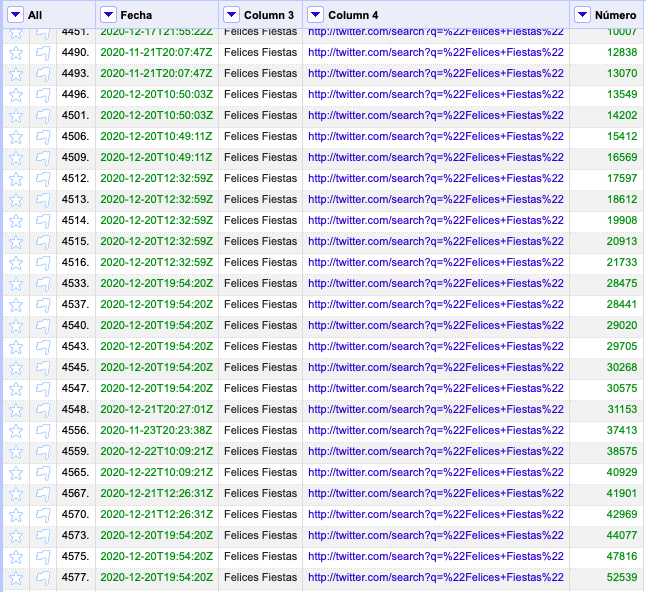 All Fecha Column 3 Column 4 Número
4451. 2020-12-17T21:55:22Z Felices Fiestas http://twitter.com/search?q=%22Felices+Fiestas%22 10007
4490. 2020-11-21T20:07:47Z Felices Fiestas http://twitter.com/search?q=%22Felices+Fiestas%22 12838
4493. 2020-11-21T20:07:47Z Felices Fiestas http://twitter.com/search?q=%22Felices+Fiestas%22 13070
4496. 2020-12-20T10:50:03Z Felices Fiestas http://twitter.com/search?q=%22Felices+Fiestas%22 13549
4501. 2020-12-20T10:50:03Z Felices Fiestas http://twitter.com/search?q=%22Felices+Fiestas%22 14202
4506. 2020-12-20T10:49:11Z Felices Fiestas http://twitter.com/search?q=%22Felices+Fiestas%22 15412
4509. 2020-12-20T10:49:11Z Felices Fiestas http://twitter.com/search?q=%22Felices+Fiestas%22 16569
4512. 2020-12-20T12:32:59Z Felices Fiestas http://twitter.com/search?q=%22Felices+Fiestas%22 17597
4513. 2020-12-20T12:32:59Z Felices Fiestas http://twitter.com/search?q=%22Felices+Fiestas%22 18612
4514. 2020-12-20T12:32:59Z Felices Fiestas http://twitter.com/search?q=%22Felices+Fiestas%22 19908
4515. 2020-12-20T12:32:59Z Felices Fiestas http://twitter.com/search?q=%22Felices+Fiestas%22 20913
4516. 2020-12-20T12:32:59Z Felices Fiestas http://twitter.com/search?q=%22Felices+Fiestas%22 21733
4533. 2020-12-20T19:54:20Z Felices Fiestas http://twitter.com/search?q=%22Felices+Fiestas%22 28475
4537. 2020-12-20T19:54:20Z Felices Fiestas http://twitter.com/search?q=%22Felices+Fiestas%22 28441
4540. 2020-12-20T19:54:20Z Felices Fiestas http://twitter.com/search?q=%22Felices+Fiestas%22 29020
4543. 2020-12-20T19:54:20Z Felices Fiestas http://twitter.com/search?q=%22Felices+Fiestas%22 29705
4545. 2020-12-20T19:54:20Z Felices Fiestas http://twitter.com/search?q=%22Felices+Fiestas%22 30268
4547. 2020-12-20T19:54:20Z Felices Fiestas http://twitter.com/search?q=%22Felices+Fiestas%22 30575
4548. 2020-12-21T20:27:01Z Felices Fiestas http://twitter.com/search?q=%22Felices+Fiestas%22 31153
4556. 2020-11-23T20:23:38Z Felices Fiestas http://twitter.com/search?q=%22Felices+Fiestas%22 37413
4559. 2020-12-22T10:09:21Z Felices Fiestas http://twitter.com/search?q=%22Felices+Fiestas%22 38575
4565. 2020-12-22T10:09:21Z Felices Fiestas http://twitter.com/search?q=%22Felices+Fiestas%22 40929
4567. 2020-12-21T12:26:31Z Felices Fiestas http://twitter.com/search?q=%22Felices+Fiestas%22 41901
4570. 2020-12-21T12:26:31Z Felices Fiestas http://twitter.com/search?q=%22Felices+Fiestas%22 42969
4573. 2020-12-20T19:54:20Z Felices Fiestas http://twitter.com/search?q=%22Felices+Fiestas%22 44077
4575. 2020-12-20T19:54:20Z Felices Fiestas http://twitter.com/search?q=%22Felices+Fiestas%22 47816
4577. 2020-12-20T19:54:20Z Felices Fiestas http://twitter.com/search?q=%22Felices+Fiestas%22 52539